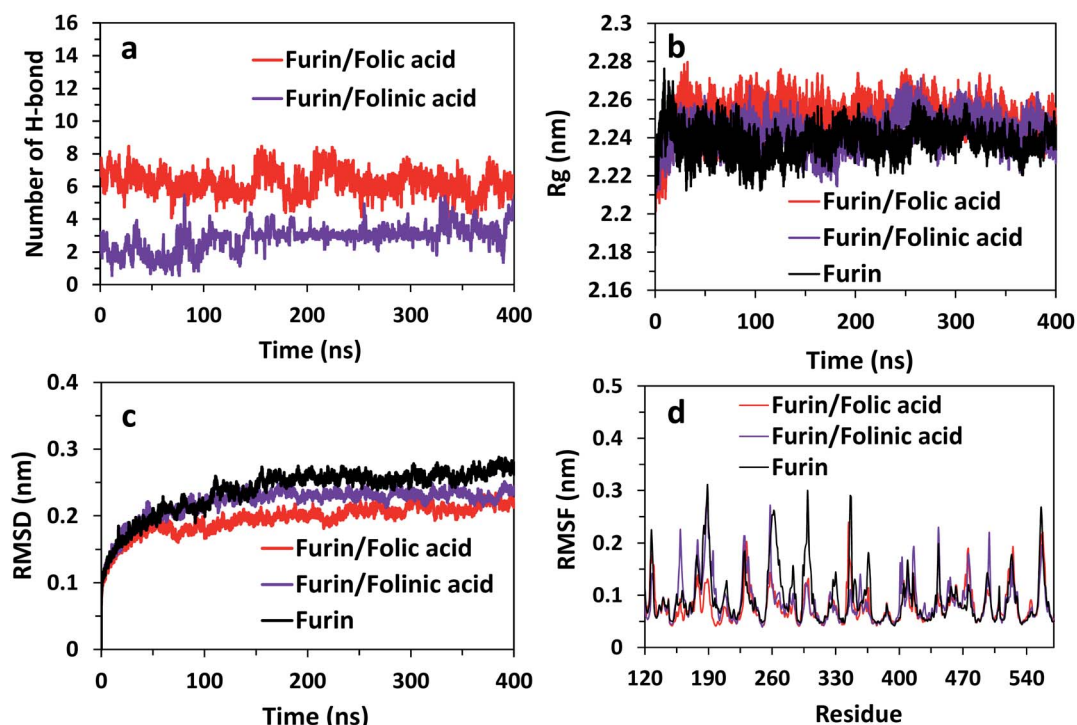 a
Number of H-bond
16
14
12
10
8
6
4
2
0
Furin/Folic acid
Furin/Folinic acid
0
100
200
300
400
Time (ns)
b
Rg (nm)
2.3
2.28
2.26
2.24
2.22
2.2
2.18
2.16
Furin/Folic acid
Furin/Folinic acid
Furin
0
100
200
300
400
Time (ns)
c
RMSD (nm)
0.4
0.3
0.2
0.1
0
Furin/Folic acid
Furin/Folinic acid
Furin
0
100
200
300
400
Time (ns)
d
RMSF (nm)
0.5
0.4
0.3
0.2
0.1
0
Furin/Folic acid
Furin/Folinic acid
Furin
120
190
260
330
400
470
540
Residue